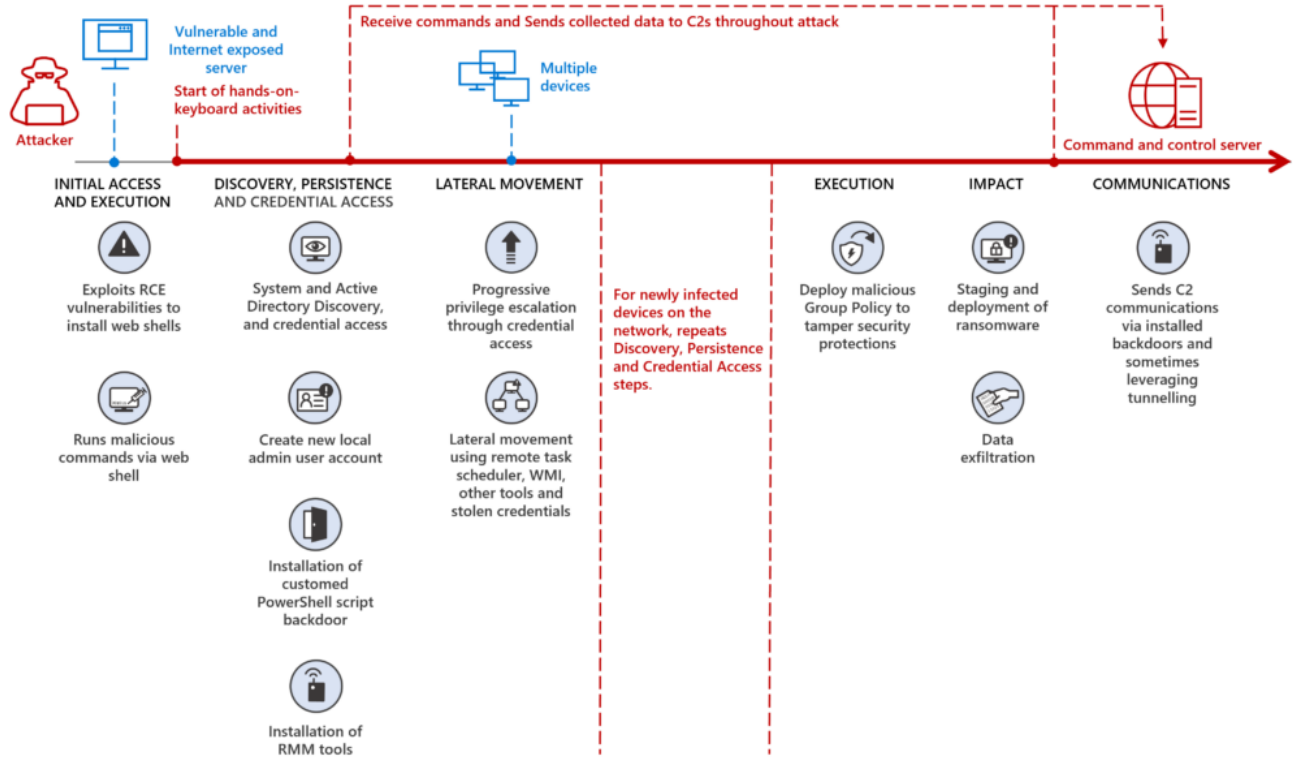 Receive commands and Sends collected data to C2s throughout attack
Vulnerable and
Internet exposed
server
Start of hands-on-
keyboard activities
Attacker
Multiple
devices
Command and control server
INITIAL ACCESS
AND EXECUTION
Exploits RCE
vulnerabilities to
install web shells
Runs malicious
commands via web
shell
DISCOVERY, PERSISTENCE
AND CREDENTIAL ACCESS
System and Active
Directory Discovery,
and credential access
Create new local
admin user account
Installation of
customed
PowerShell script
backdoor
Installation of
RMM tools
LATERAL MOVEMENT
Progressive
privilege escalation
through credential
access
Lateral movement
using remote task
scheduler, WMI,
other tools and
stolen credentials
For newly infected
devices on the
network, repeats
Discovery, Persistence
and Credential Access
steps.
EXECUTION
Deploy malicious
Group Policy to
tamper security
protections
IMPACT
Staging and
deployment of
ransomware
Data
exfiltration
COMMUNICATIONS
Sends C2
communications
via installed
backdoors and
sometimes
leveraging
tunnelling